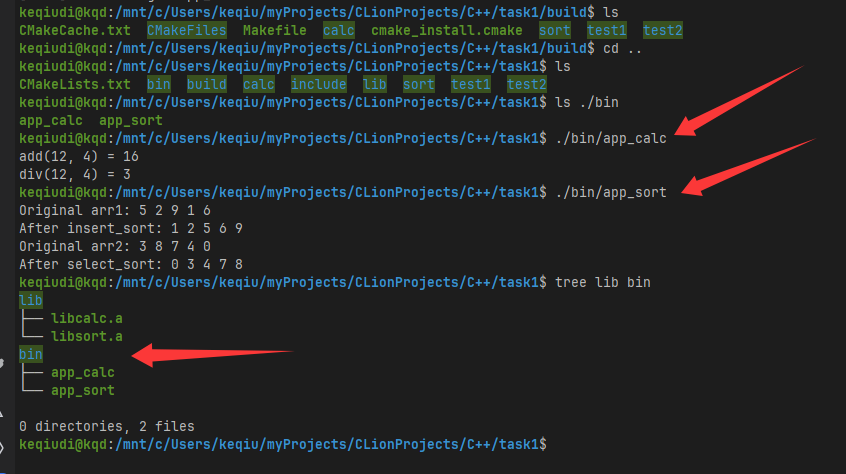 keqiudi@kqd:/mnt/c/Users/keqiu/myProjects/CLionProjects/C++/task1/build$ ls
CMakeCache.txt  CMakeFiles  Makefile  calc  cmake_install.cmake  sort  test1  test2
keqiudi@kqd:/mnt/c/Users/keqiu/myProjects/CLionProjects/C++/task1/build$ cd ..
keqiudi@kqd:/mnt/c/Users/keqiu/myProjects/CLionProjects/C++/task1$ ls
CMakeLists.txt  bin  build  calc  include  lib  sort  test1  test2
keqiudi@kqd:/mnt/c/Users/keqiu/myProjects/CLionProjects/C++/task1$ ls ./bin
app_calc  app_sort
keqiudi@kqd:/mnt/c/Users/keqiu/myProjects/CLionProjects/C++/task1$ ./bin/app_calc
add(12, 4) = 16
div(12, 4) = 3
keqiudi@kqd:/mnt/c/Users/keqiu/myProjects/CLionProjects/C++/task1$ ./bin/app_sort
Original arr1: 5 2 9 1 6
After insert_sort: 1 2 5 6 9
Original arr2: 3 8 7 4 0
After select_sort: 0 3 4 7 8
keqiudi@kqd:/mnt/c/Users/keqiu/myProjects/CLionProjects/C++/task1$ tree lib bin
lib
├── libcalc.a
└── libsort.a
bin
├── app_calc
└── app_sort
0 directories, 2 files
keqiudi@kqd:/mnt/c/Users/keqiu/myProjects/CLionProjects/C++/task1$